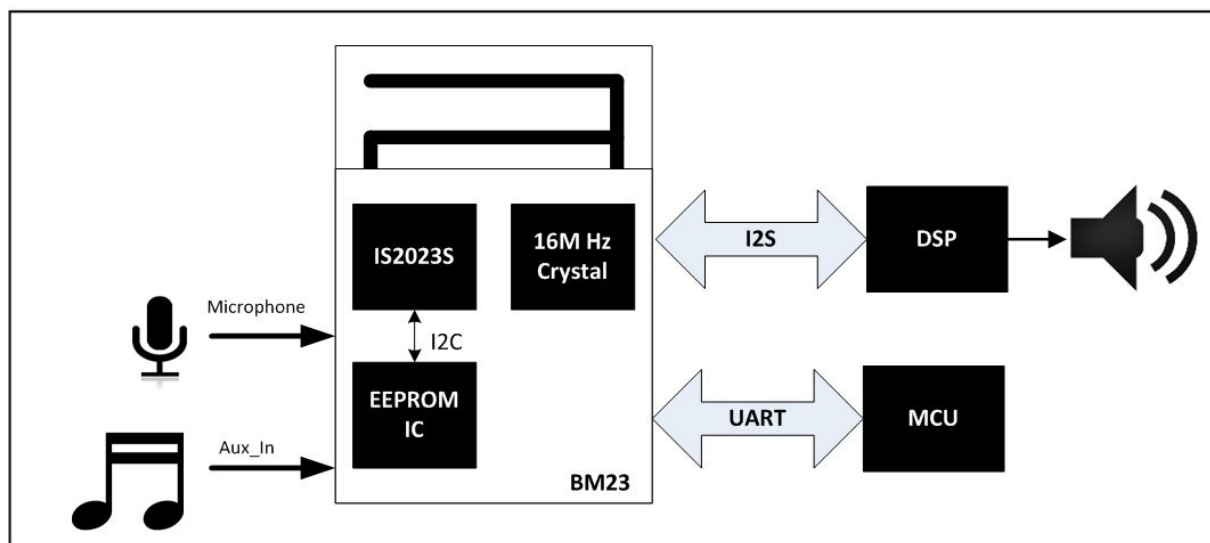 IS2023S
16M Hz
Crystal
I2S
DSP
Microphone
I2C
EEPROM
IC
UART
MCU
Aux_In
BM23